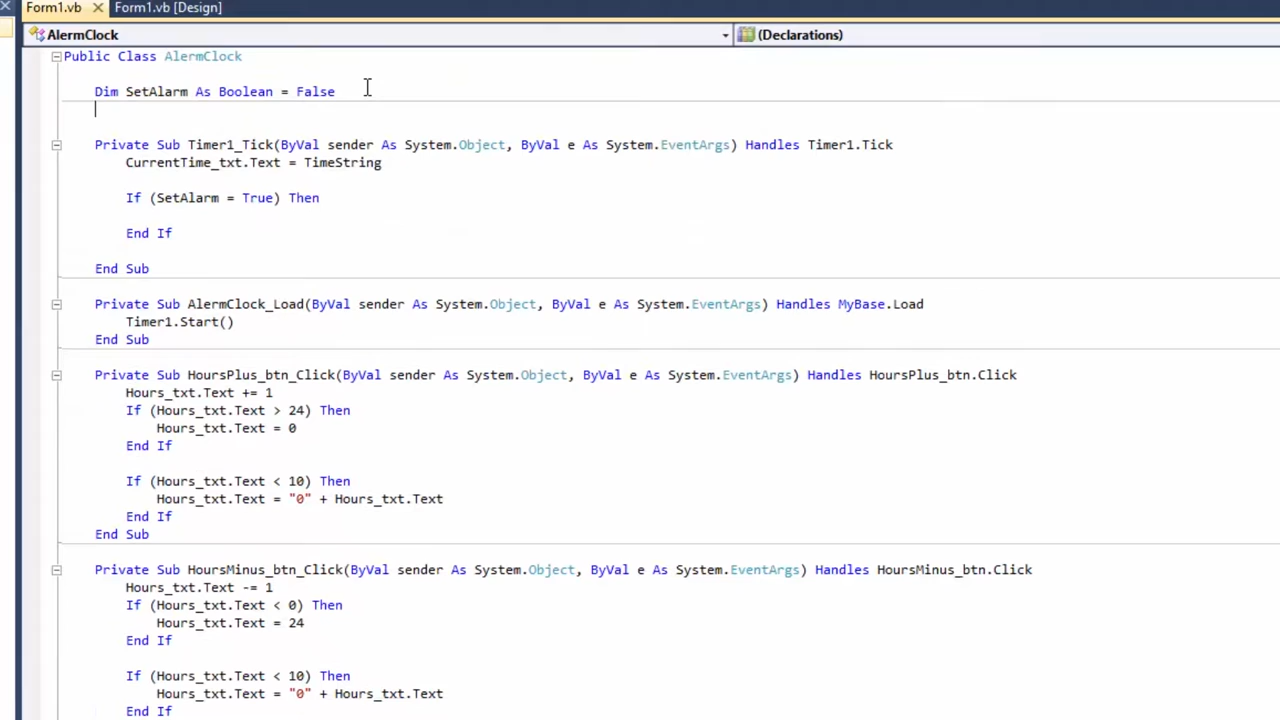 Form1.vb × Form1.vb [Design]
AlermClock (Declarations)
Public Class AlermClock
Dim SetAlarm As Boolean = False
Private Sub Timer1_Tick(ByVal sender As System.Object, ByVal e As System.EventArgs) Handles Timer1.Tick
CurrentTime_txt.Text = TimeString
If (SetAlarm = True) Then
End If
End Sub
Private Sub AlermClock_Load(ByVal sender As System.Object, ByVal e As System.EventArgs) Handles MyBase.Load
Timer1.Start()
End Sub
Private Sub HoursPlus_btn_Click(ByVal sender As System.Object, ByVal e As System.EventArgs) Handles HoursPlus_btn.Click
Hours_txt.Text += 1
If (Hours_txt.Text > 24) Then
Hours_txt.Text = 0
End If
If (Hours_txt.Text < 10) Then
Hours_txt.Text = "0" + Hours_txt.Text
End If
End Sub
Private Sub HoursMinus_btn_Click(ByVal sender As System.Object, ByVal e As System.EventArgs) Handles HoursMinus_btn.Click
Hours_txt.Text -= 1
If (Hours_txt.Text < 0) Then
Hours_txt.Text = 24
End If
If (Hours_txt.Text < 10) Then
Hours_txt.Text = "0" + Hours_txt.Text
End If